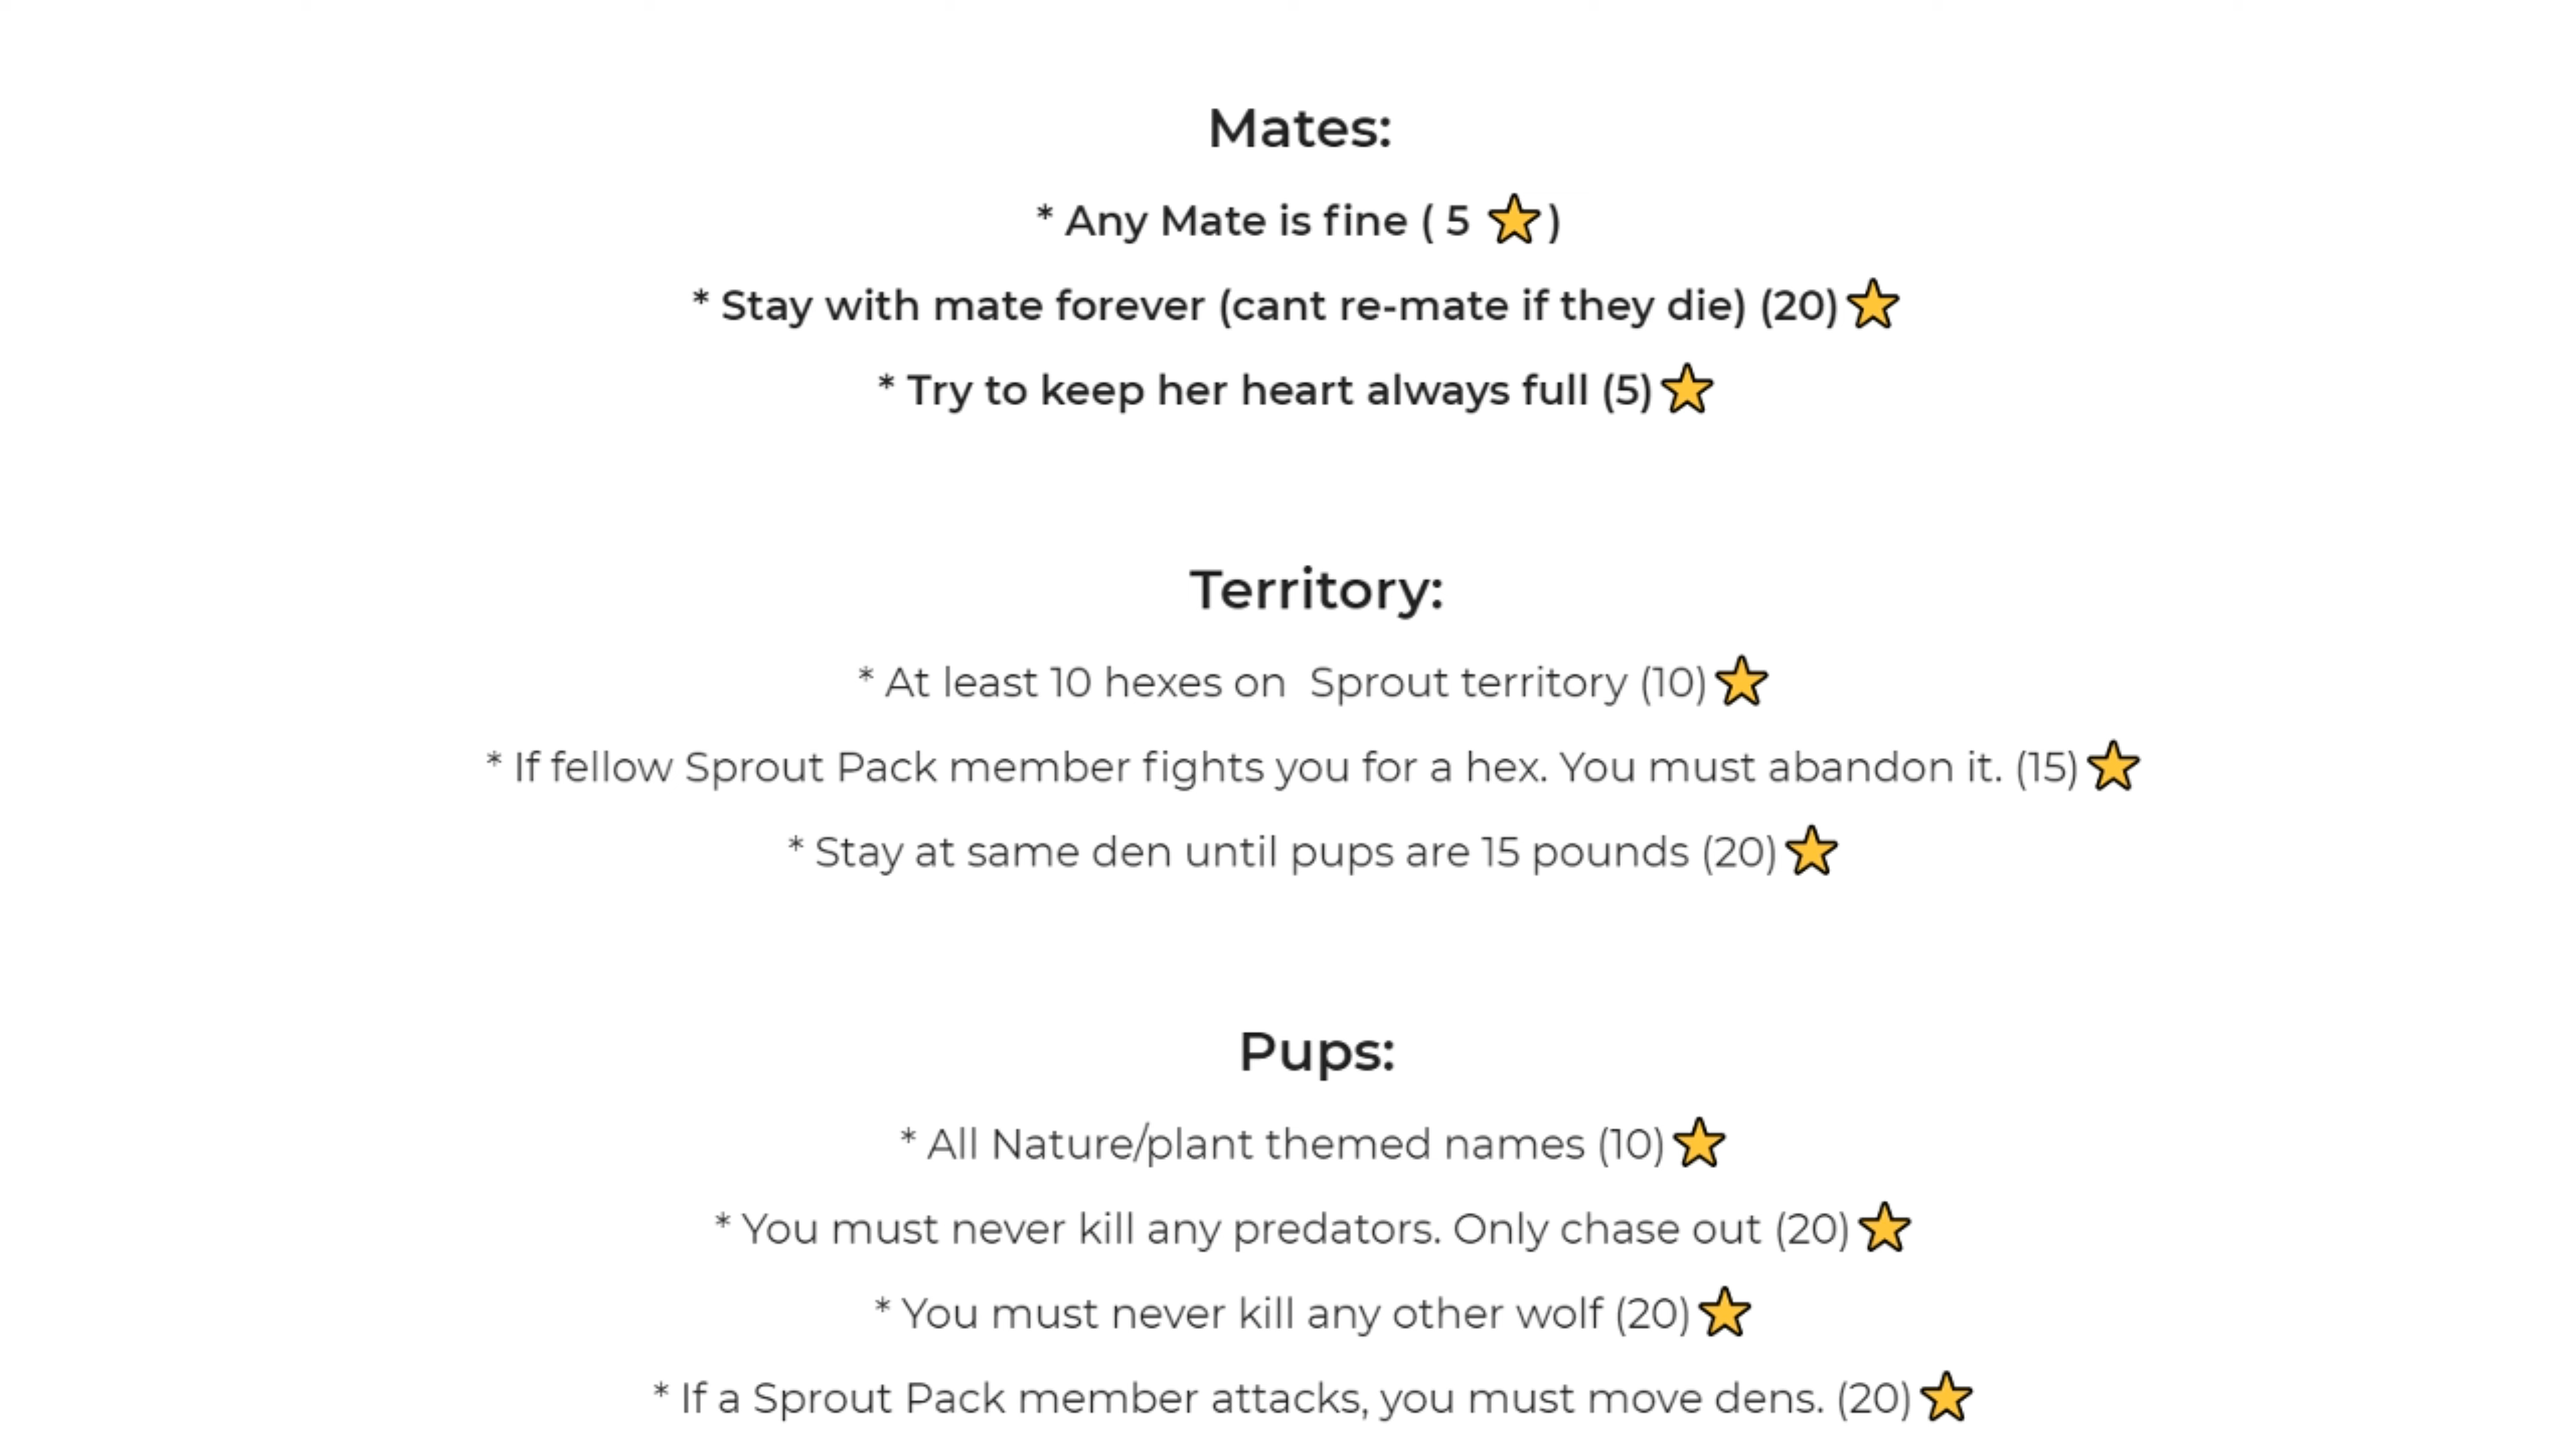 Mates:
* Any Mate is fine ( 5 ⭐)
* Stay with mate forever (cant re-mate if they die) (20)⭐
* Try to keep her heart always full (5)⭐
Territory:
* At least 10 hexes on  Sprout territory (10)⭐
* If fellow Sprout Pack member fights you for a hex. You must abandon it. (15)⭐
* Stay at same den until pups are 15 pounds (20)⭐
Pups:
* All Nature/plant themed names (10)⭐
* You must never kill any predators. Only chase out (20)⭐
* You must never kill any other wolf (20)⭐
* If a Sprout Pack member attacks, you must move dens. (20)⭐